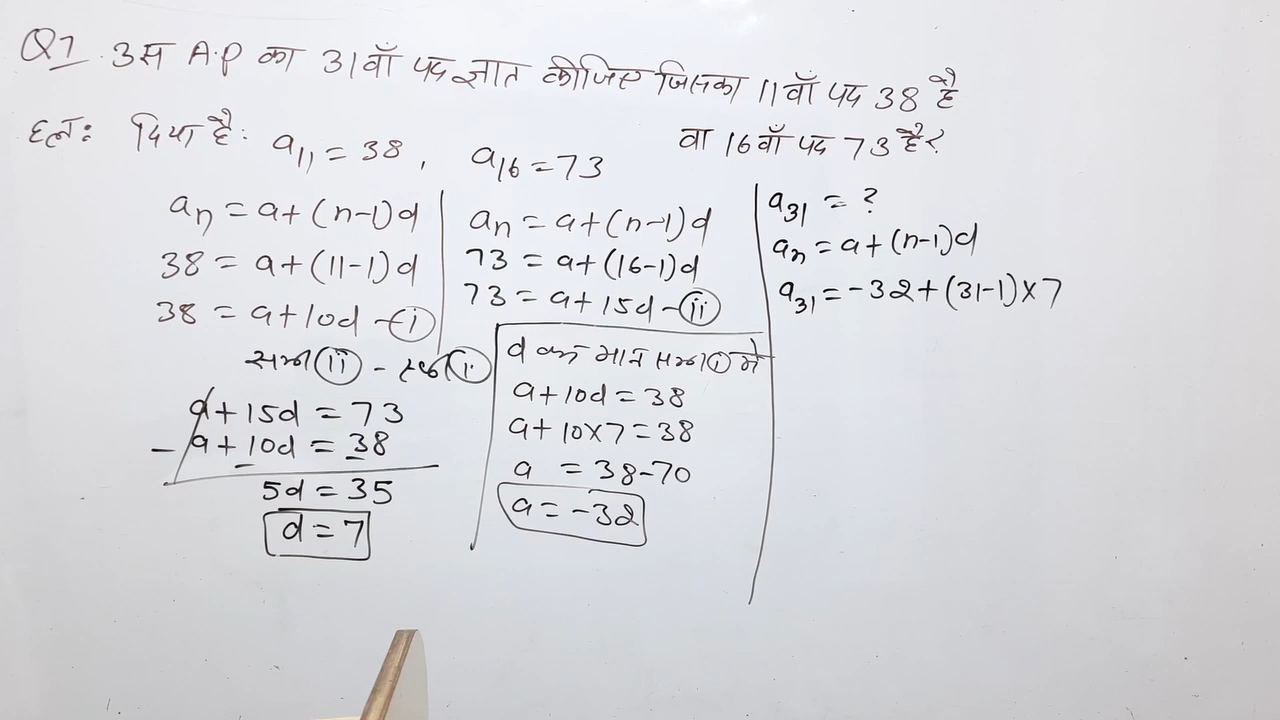 Q7. उस A.P का 31वाँ पद ज्ञात कीजिए जिसका 11वाँ पद 38 है
वा 16वाँ पद 73 है?
हल: दिया है: a₁₁ = 38, a₁₆ = 73
aₙ = a+(n-1)d
38 = a+(11-1)d
38 = a+10d -(i)
समी(ii) - समी(i)
a+15d = 73
- a+10d = 38
5d = 35
d = 7
aₙ = a+(n-1)d
73 = a+(16-1)d
73 = a+15d-(ii)
d का मान समी(i) में
a+10d = 38
a+10×7 = 38
a = 38-70
a = -32
a₃₁ = ?
aₙ = a+(n-1)d
a₃₁ = -32+(31-1)×7